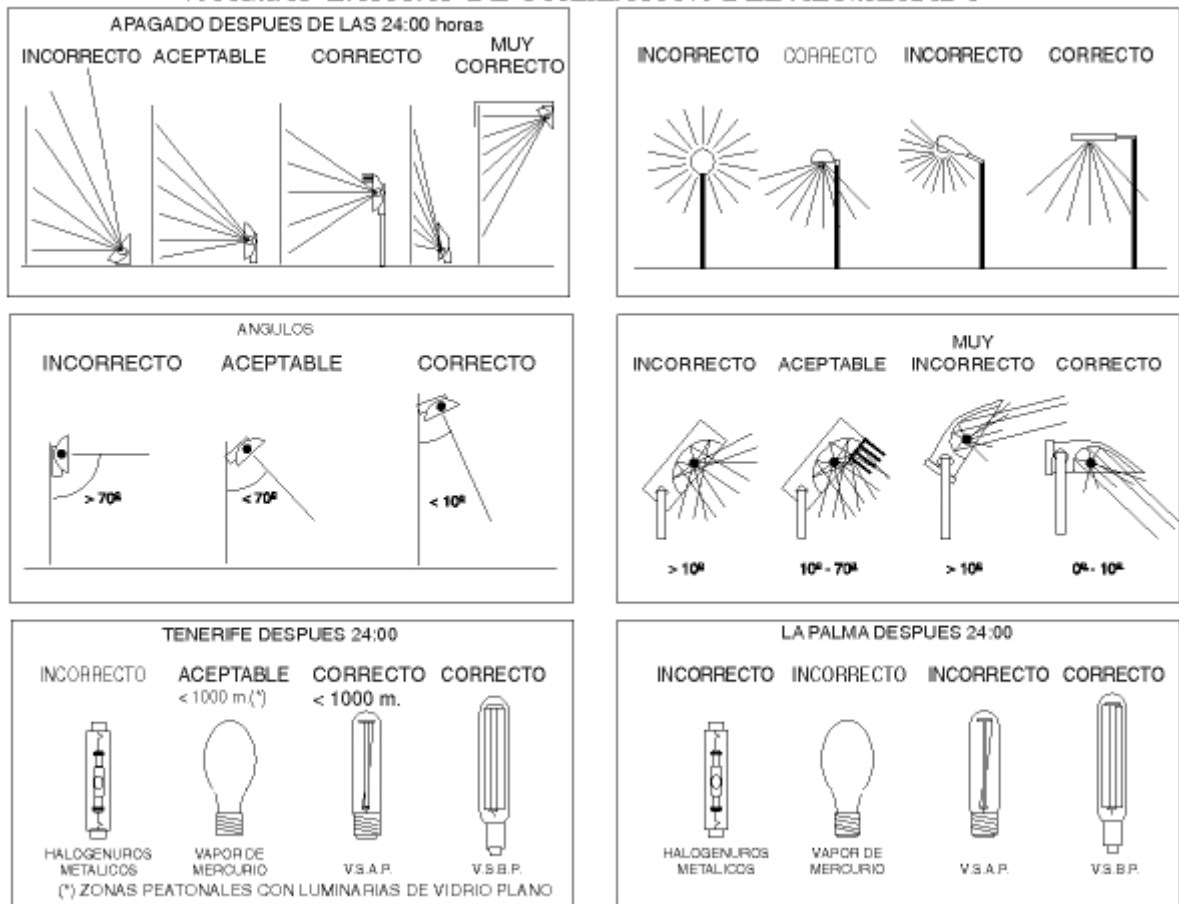 APAGADO DESPUES DE LAS 24:00 horas
INCORRECTO ACEPTABLE CORRECTO MUY CORRECTO
INCORRECTO CORRECTO INCORRECTO CORRECTO
ANGULOS
INCORRECTO ACEPTABLE CORRECTO
> 70º < 70º < 10º
INCORRECTO ACEPTABLE MUY INCORRECTO CORRECTO
> 10º 10º - 70º > 10º 0º - 10º
TENERIFE DESPUES 24:00
INCORRECTO ACEPTABLE CORRECTO CORRECTO
< 1000 m.(*) < 1000 m.
HALOGENUROS METALICOS
VAPOR DE MERCURIO
V.S.A.P.
V.S.B.P.
(*) ZONAS PEATONALES CON LUMINARIAS DE VIDRIO PLANO
LA PALMA DESPUES 24:00
INCORRECTO INCORRECTO INCORRECTO CORRECTO
HALOGENUROS METALICOS
VAPOR DE MERCURIO
V.S.A.P.
V.S.B.P.